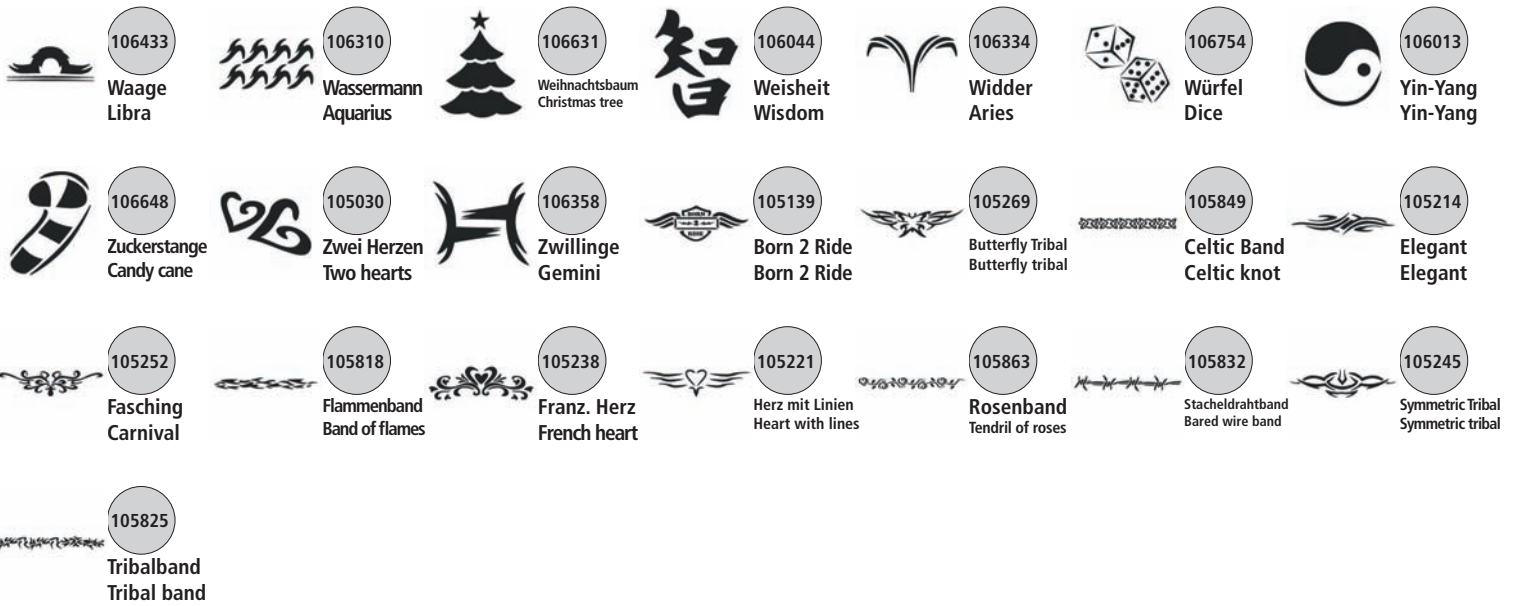 106433
Waage
Libra
106310
Wassermann
Aquarius
106631
Weihnachtsbaum
Christmas tree
智
106044
Weisheit
Wisdom
106334
Widder
Aries
106754
Würfel
Dice
106013
Yin-Yang
Yin-Yang
106648
Zuckerstange
Candy cane
105030
Zwei Herzen
Two hearts
106358
Zwillinge
Gemini
BORN
2
RIDE
105139
Born 2 Ride
Born 2 Ride
105269
Butterfly Tribal
Butterfly tribal
105849
Celtic Band
Celtic knot
105214
Elegant
Elegant
105252
Fasching
Carnival
105818
Flammenband
Band of flames
105238
Franz. Herz
French heart
105221
Herz mit Linien
Heart with lines
105863
Rosenband
Tendril of roses
105832
Stacheldrahtband
Bared wire band
105245
Symmetric Tribal
Symmetric tribal
105825
Tribalband
Tribal band